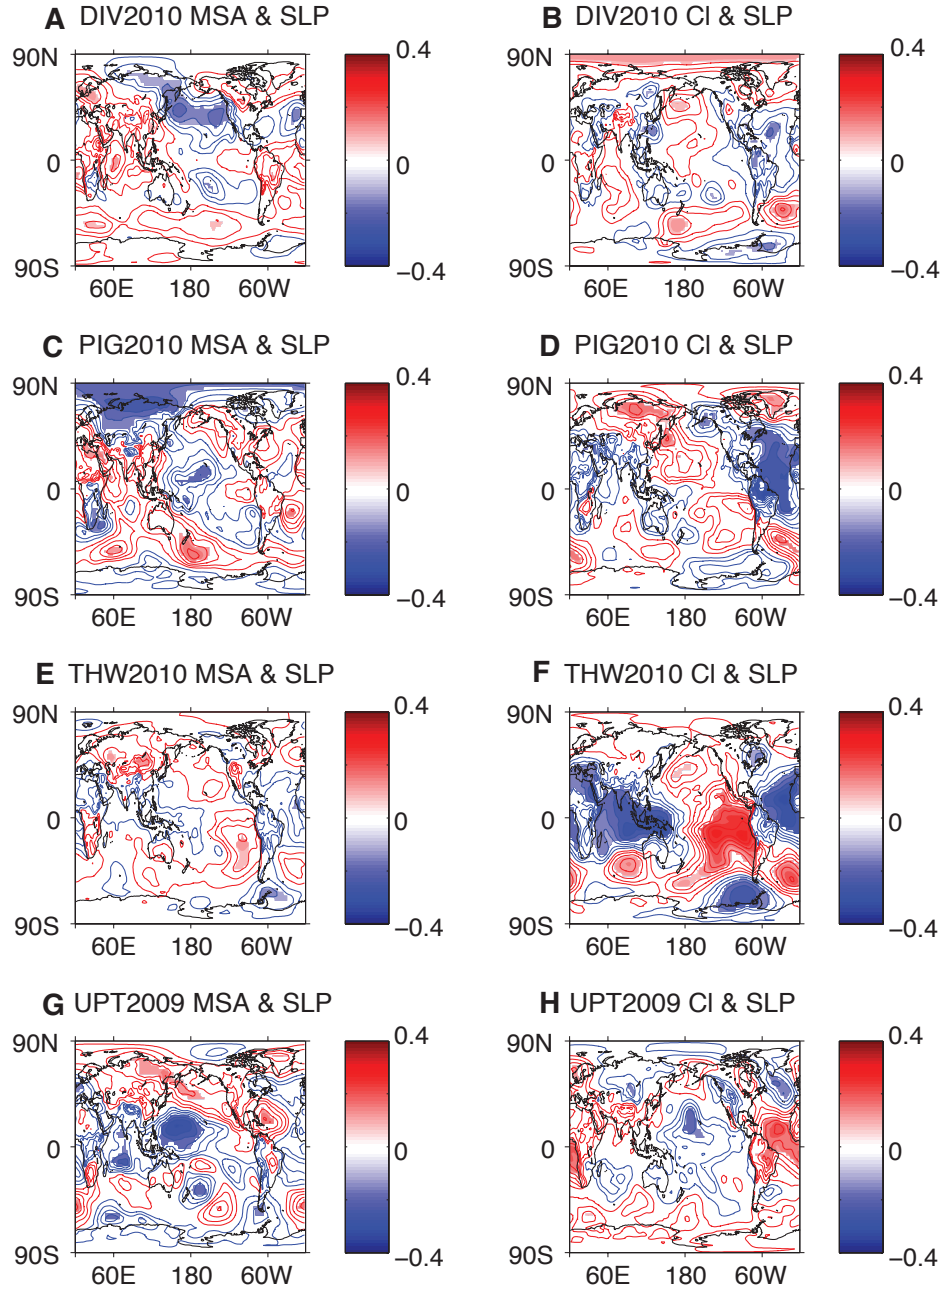 A DIV2010 MSA & SLP
90N
0
90S
60E 180 60W
0.4
0
−0.4
B DIV2010 Cl & SLP
90N
0
90S
60E 180 60W
0.4
0
−0.4
C PIG2010 MSA & SLP
90N
0
90S
60E 180 60W
0.4
0
−0.4
D PIG2010 Cl & SLP
90N
0
90S
60E 180 60W
0.4
0
−0.4
E THW2010 MSA & SLP
90N
0
90S
60E 180 60W
0.4
0
−0.4
F THW2010 Cl & SLP
90N
0
90S
60E 180 60W
0.4
0
−0.4
G UPT2009 MSA & SLP
90N
0
90S
60E 180 60W
0.4
0
−0.4
H UPT2009 Cl & SLP
90N
0
90S
60E 180 60W
0.4
0
−0.4